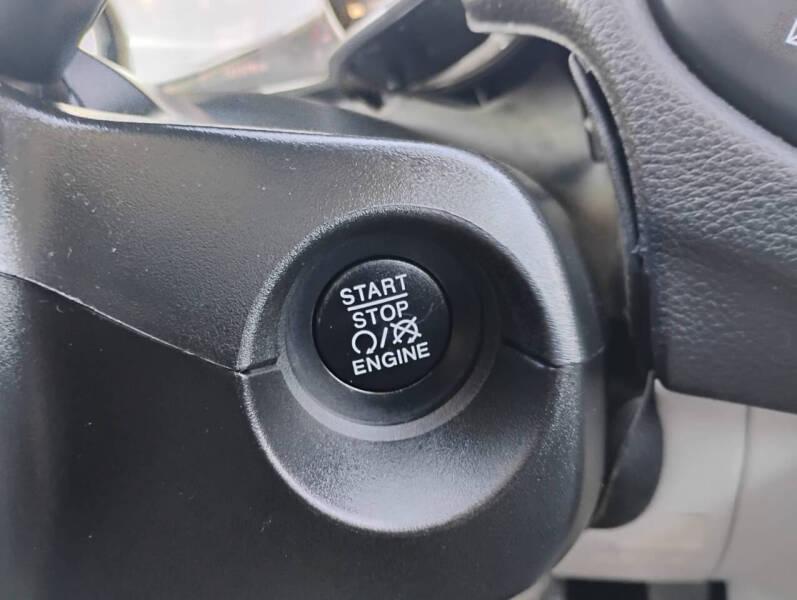 START
STOP
/
ENGINE